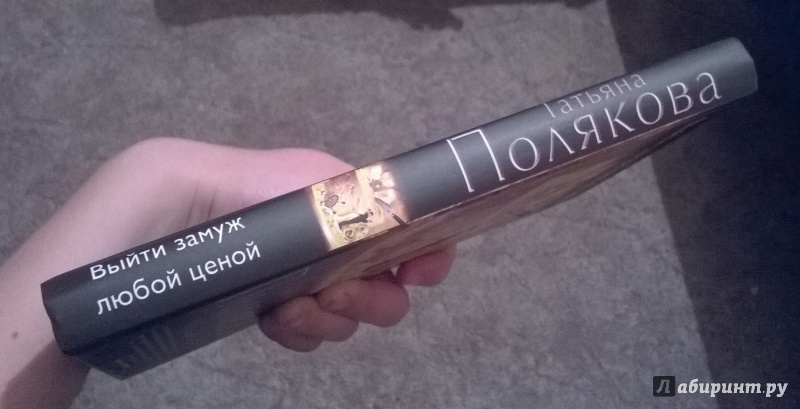 Татьяна
Полякова
Выйти замуж
любой ценой
Лабиринт.ру